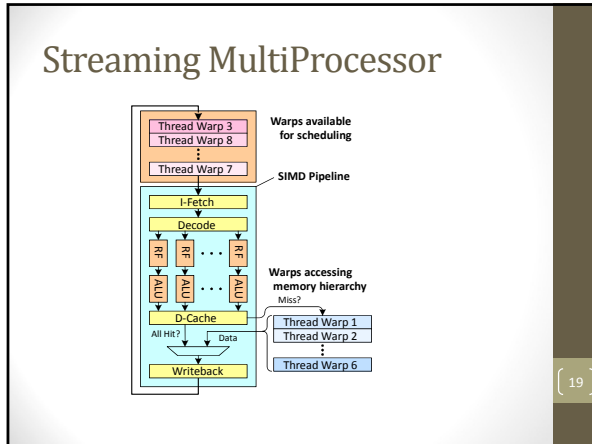 Streaming MultiProcessor
Warps available
for scheduling
Thread Warp 3
Thread Warp 8
Thread Warp 7
SIMD Pipeline
I-Fetch
Decode
RF
RF
RF
ALU
ALU
ALU
Warps accessing
memory hierarchy
D-Cache
Miss?
All Hit?
Data
Thread Warp 1
Thread Warp 2
Thread Warp 6
Writeback
19